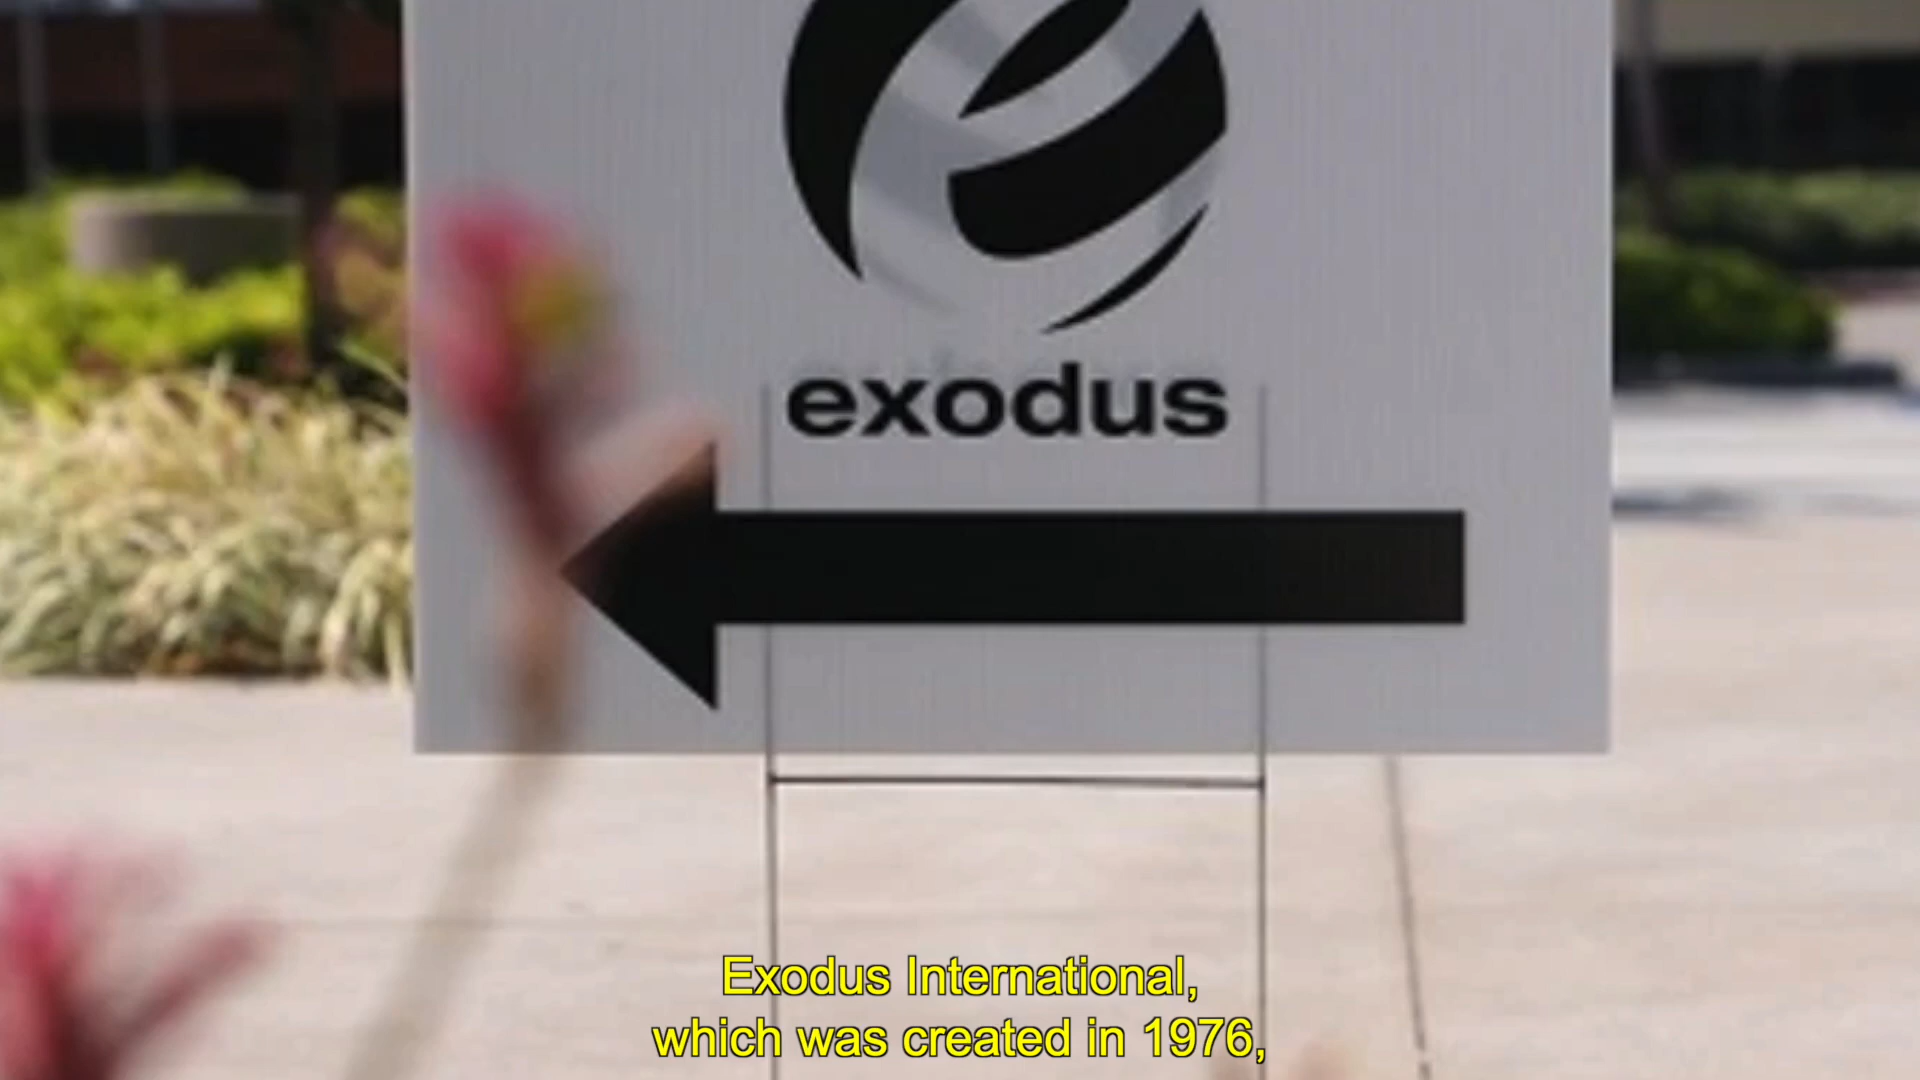 exodus
Exodus International,
which was created in 1976,